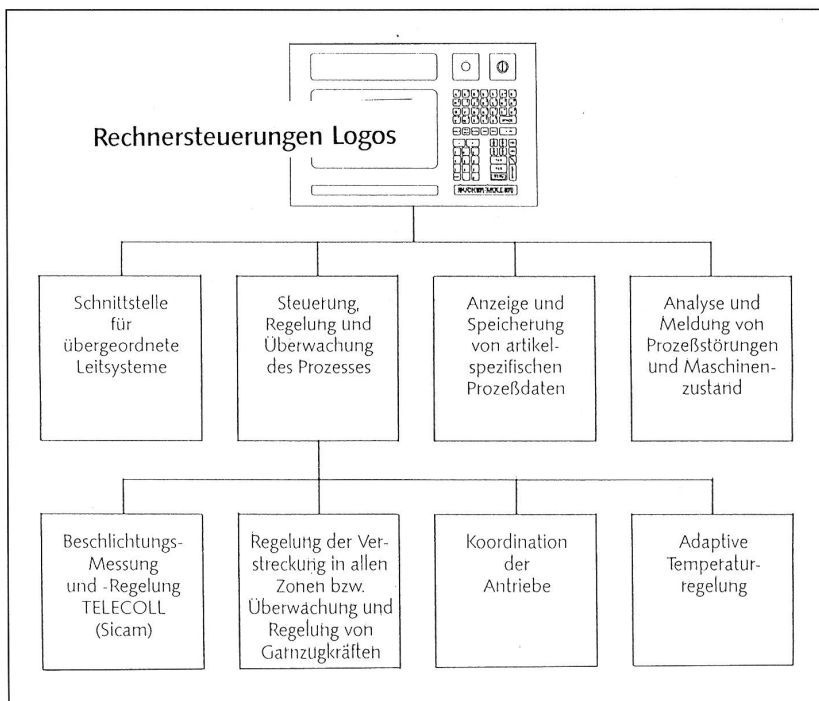 Rechnersteuerungen Logos
Schnittstelle
für
übergeordnete
Leitsysteme
Steuerung,
Regelung und
Überwachung
des Prozesses
Anzeige und
Speicherung
von artikel-
spezifischen
Prozeßdaten
Analyse und
Meldung von
Prozeßstörungen
und Maschinen-
zustand
Beschlichtungs-
Messung
und -Regelung
TELECOLL
(Sicam)
Regelung der Ver-
streckung in allen
Zonen bzw.
Überwachung und
Regelung von
Garnzugkräften
Koordination
der
Antriebe
Adaptive
Temperatur-
regelung